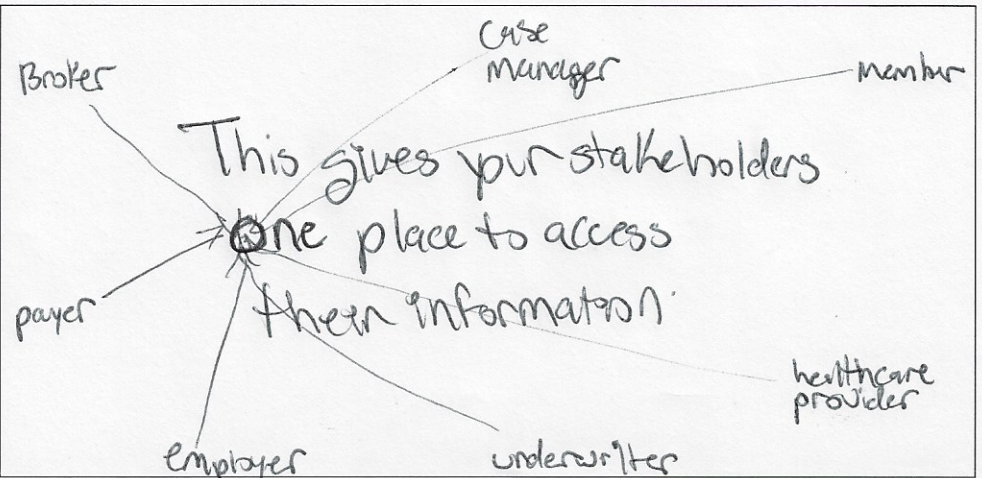 Case
manager
Broker
member
This gives your stakeholders
One place to access
their information.
payer
healthcare
provider
employer
underwriter